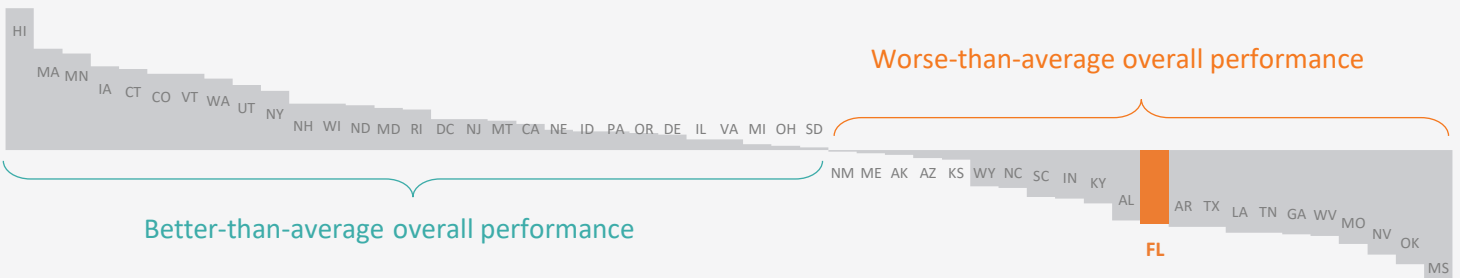 HI
MA MN IA CT CO VT WA UT NY NH WI ND MD RI DC NJ MT CA NE ID PA OR DE IL VA MI OH SD
Worse-than-average overall performance
NM ME AK AZ KS WY NC SC IN KY AL FL AR TX LA TN GA WV MO NV OK MS
Better-than-average overall performance